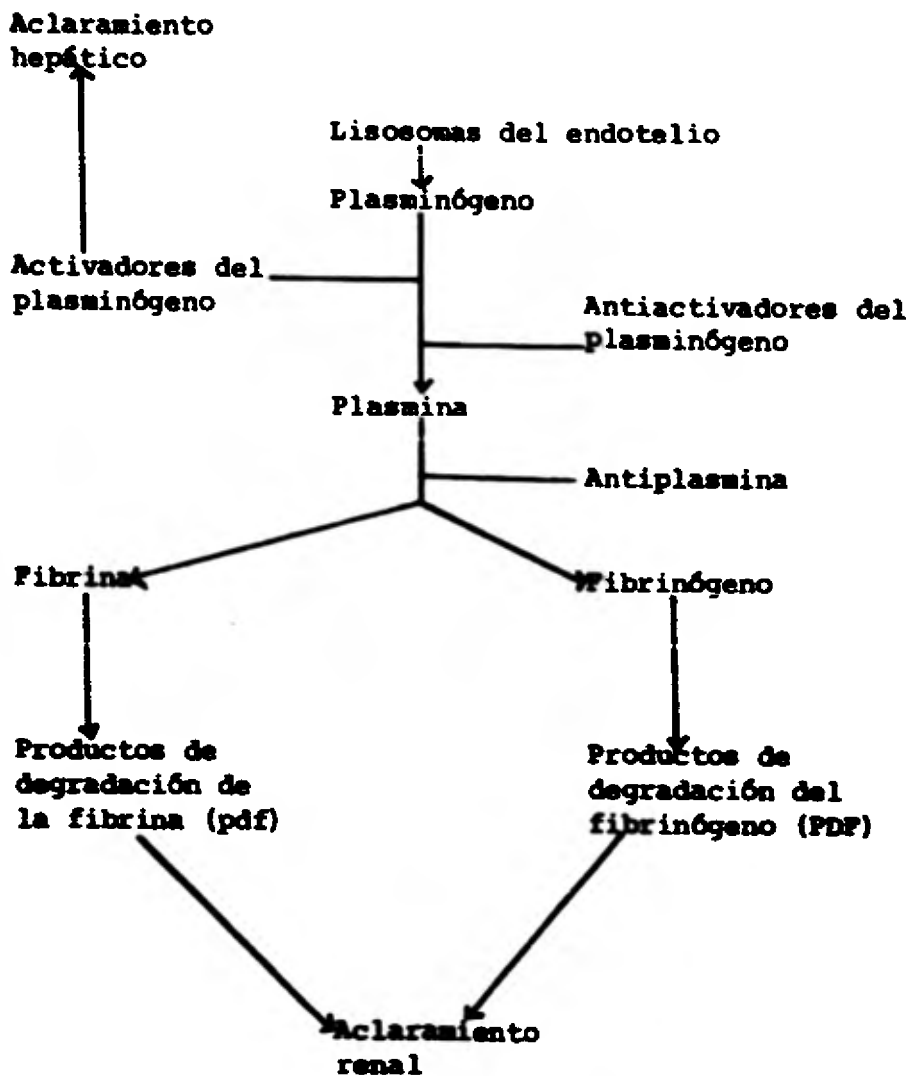 Aclaramiento
hepático
Lisosomas del endotelio
Plasminógeno
Activadores del
plasminógeno
Antiactivadores del
plasminógeno
Plasmina
Antiplasmina
Fibrina
Fibrinógeno
Productos de
degradación de
la fibrina (pdf)
Productos de
degradación del
fibrinógeno (PDF)
Aclaramiento
renal